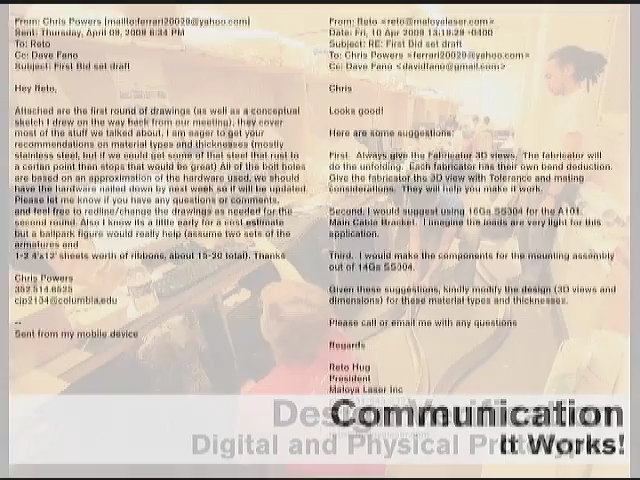 From: Chris Powers [mailto:ferrari20029@yahoo.com]
Sent: Thursday, April 09, 2009 6:34 PM
To: Reto
Cc: Dave Fano
Subject: First Bid set draft
Hey Reto,
Attached are the first round of drawings (as well as a conceptual
sketch I drew on the way back from our meeting), they cover
most of the stuff we talked about, I am eager to get your
recommendations on material types and thicknesses (mostly
stainless steel, but if we could get some of that steel that rust to
a certain point then stops that would be great) All of the bolt holes
are based on an approximation of the hardware used, we should
have the hardware nailed down by next week so if will be updated.
Please let me know if you have any questions or comments,
and feel free to redline/change the drawings as needed for the
second round. Also I know its a little early for a cost estimate
but a ballpark figure would really help (assume two sets of the
armatures and
1-2 4'x12' sheets worth of ribbons, about 15-20 total). Thanks
Chris Powers
352.514.6525
cjp2104@columbia.edu
--
Sent from my mobile device
From: Reto <reto@maloyalaser.com>
Date: Fri, 10 Apr 2009 13:19:29 -0400
Subject: RE: First Bid set draft
To: Chris Powers <ferrari20029@yahoo.com>
Cc: Dave Fano <davidfano@gmail.com>
Chris
Looks good!
Here are some suggestions:
First. Always give the Fabricator 3D views. The fabricator will
do the unfolding. Each fabricator has their own bend deduction.
Give the fabricator of the 3D view with Tolerance and mating
considerations. They will help you make it work.
Second. I would suggest using 16Ga SS304 for the A101.
Main Cable Bracket. I imagine the loads are very light for this
application.
Third. I would make the components for the mounting assembly
out of 14Ga SS304.
Given these suggestions, kindly modify the design (3D views and
dimensions) for these material types and thicknesses.
Please call or email me with any questions
Regards
Reto Hug
President
Maloya Laser Inc
Communication
It Works!
Digital and Physical